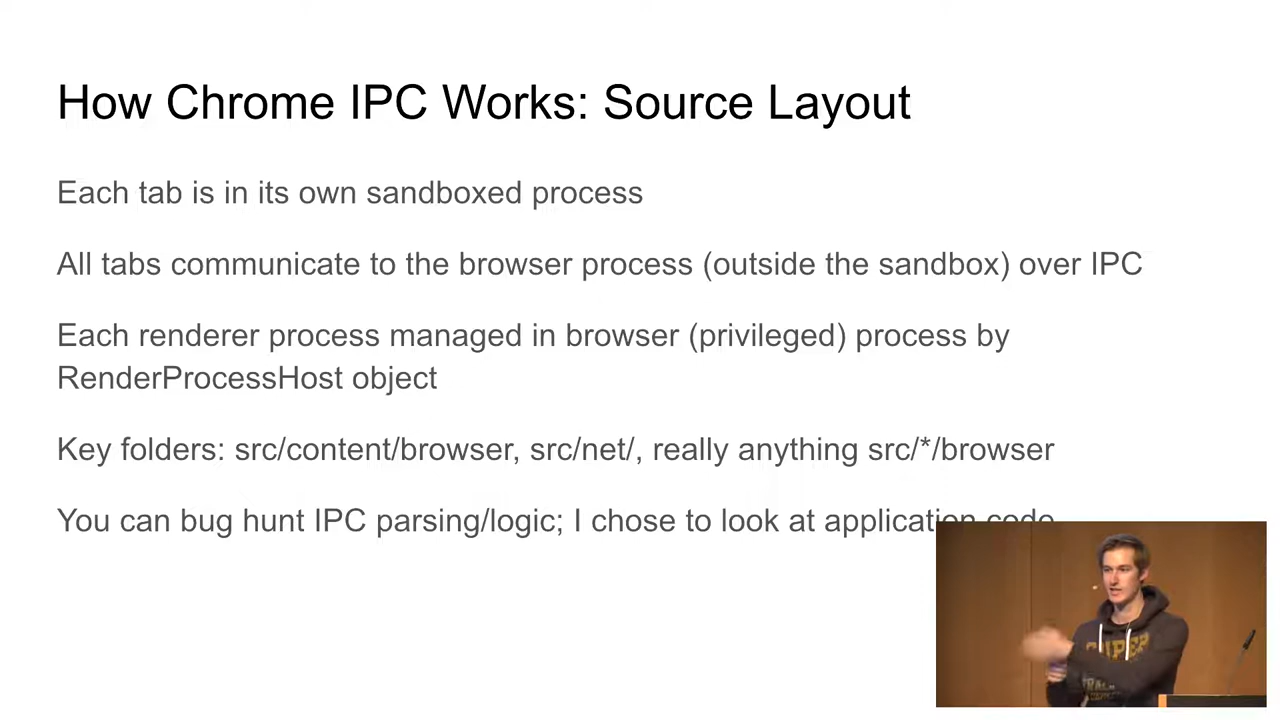 How Chrome IPC Works: Source Layout
Each tab is in its own sandboxed process
All tabs communicate to the browser process (outside the sandbox) over IPC
Each renderer process managed in browser (privileged) process by
RenderProcessHost object
Key folders: src/content/browser, src/net/, really anything src/*/browser
You can bug hunt IPC parsing/logic; I chose to look at application code